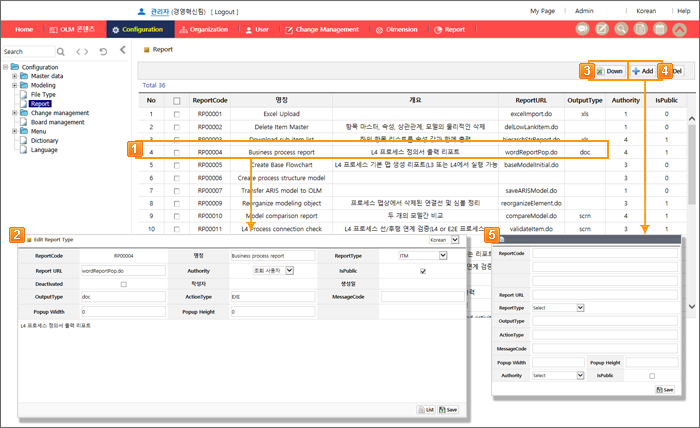 관리자 (경영혁신팀) [ Logout ]
My Page Admin Korean Help
Home OLM 콘텐츠 Configuration Organization User Change Management Dimension Report
Search
Configuration
Master data
Modeling
File Type
Report
Change management
Board management
Menu
Dictionary
Language
Report
3 Down Add 4 Del
Total 36
No ReportCode 명칭 개요 ReportURL OutputType Authority IsPublic
1 RP00001 Excel Upload excelImport.do xls 1 0
2 RP00002 Delete Item Master 항목 마스터, 속성, 상관관계, 모델의 물리적인 삭제 delLowLankItem.do 4 1
3 RP00003 Download sub item list xls 4 1
1
4 RP00004 Business process report L4 프로세스 정의서 출력 리포트 wordReportPop.do doc 4 1
5 RP00005 Create Base Flowchart L4 프로세스 기본 맵 생성 리포트(L3 또는 L4에서 실행 가능 baseModelInitial.do 3 0
6 RP00006 Create process structure model 3 0
7 RP00007 Transfer ARIS model to OLM saveARISModel.do 1 0
8 RP00009 Reorganize modeling object 프로세스 맵상에서 삭제된 연결선 및 심볼 정리 reorganizeElement.do 3 0
9 RP00010 Model comparison report 두 개의 모델간 비교 compareModel.do scrn 4 1
10 RP00011 L4 Process connection check L4 프로세스 선/후행 연계 검증(L4 or E2E 프로세스 validateItem.do scrn 4 1
2 Edit Report Type Korean
ReportCode RP00004 명칭 Business process report ReportType ITM
Report URL wordReportPop.do Authority 조회 사용자 IsPublic
Deactivated 작성자 생성일
OutputType doc ActionType EXE MessageCode
Popup Width 0 Popup Height 0
L4 프로세스 정의서 출력 리포트
List Save
5
ReportCode
Report URL
ReportType Select
OutputType
ActionType
MessageCode
Popup Width Popup Height
Authority Select IsPublic
Save